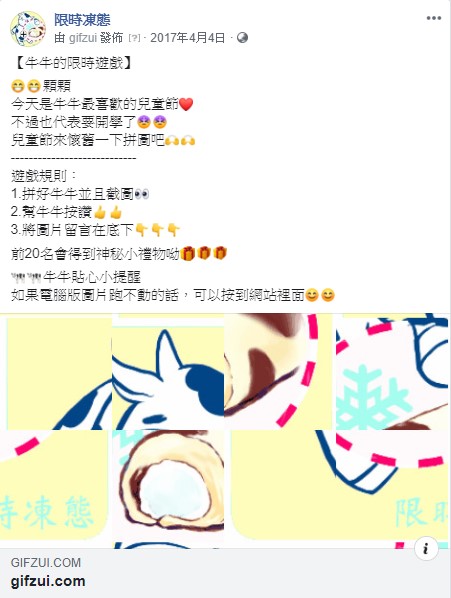 限時凍態
由 gifzui 發佈 [?] · 2017年4月4日 ·
【牛牛的限時遊戲】
😁😁顆顆
今天是牛牛最喜歡的兒童節❤️
不過也代表要開學了😨😨
兒童節來懷舊一下拼圖吧🙌🙌
----------------------------
遊戲規則：
1.拼好牛牛並且截圖👀
2.幫牛牛按讚👍👍
3.將圖片留言在底下👇👇👇
前20名會得到神秘小禮物呦🎁🎁🎁
🐄🐄牛牛貼心小提醒
如果電腦版圖片跑不動的話，可以按到網站裡面😄😄
時凍態
限時
GIFZUI.COM
gifzui.com